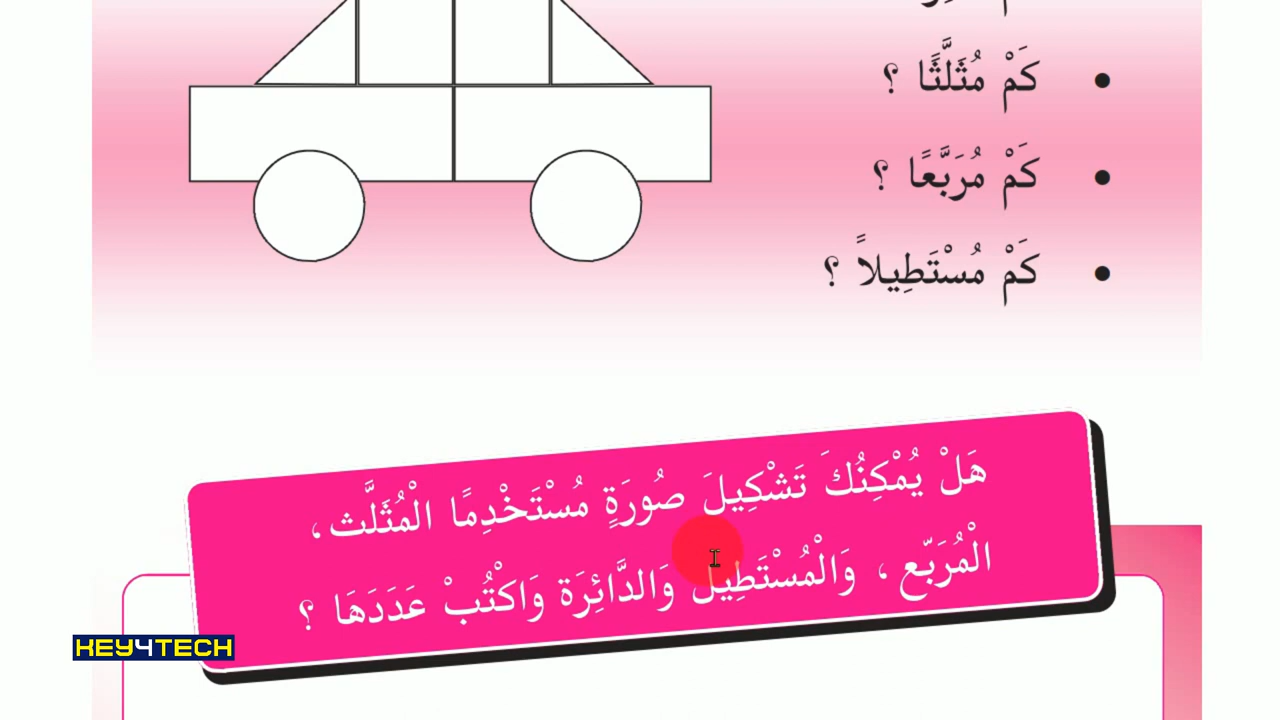 كَمْ مُثَلَّثًا ؟
كَمْ مُرَبَّعًا ؟
كَمْ مُسْتَطِيلاً ؟
هَلْ يُمْكِنُكَ تَشْكِيلَ صُورَةٍ مُسْتَخْدِمًا الْمُثَلَّث،
الْمُرَبّع ، وَالْمُسْتَطِيل وَالدَّائِرَة وَاكْتُبْ عَدَدَهَا ؟
KEY4TECH